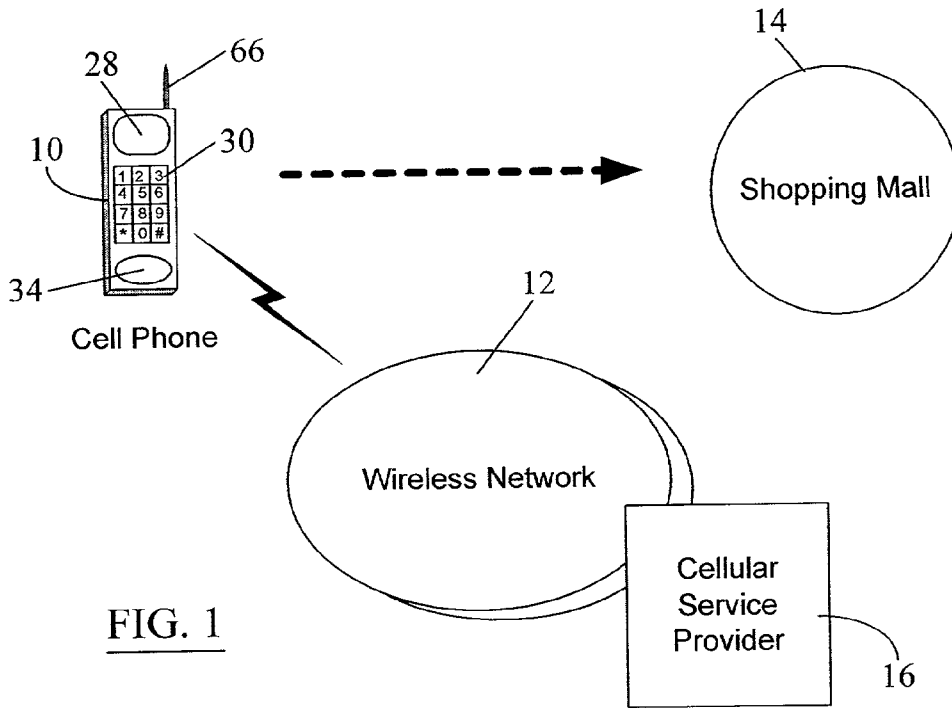 14
66
28
10
30
1 2 3
4 5 6
7 8 9
* 0 #
Shopping Mall
34
12
Cell Phone
Wireless Network
Cellular
Service
Provider
FIG. 1
16